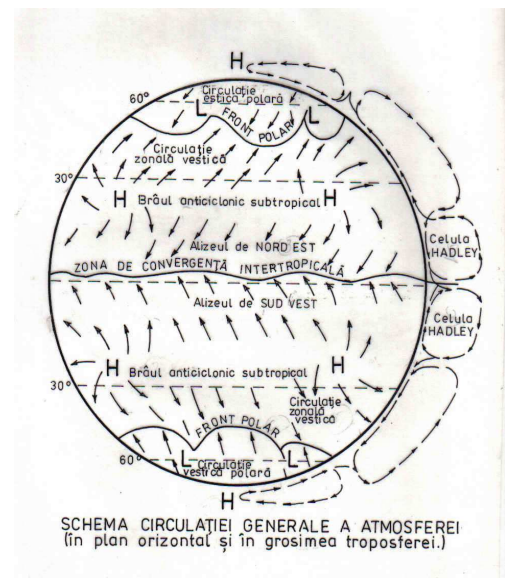 H
Circulație
estică polară
60°
L
L
FRONT POLAR
Circulație
zonală vestică
30°
H
H
Brâul anticiclonic subtropical
Alizeul de NORD EST
Celula
HADLEY
ZONA DE CONVERGENȚĂ INTERTROPICALĂ
Alizeul de SUD VEST
Celula
HADLEY
H
H
Brâul anticiclonic subtropical
30°
Circulație
zonală
vestică
FRONT POLAR
60°
L
L
Circulație
vestică polară
H
SCHEMA CIRCULAȚIEI GENERALE A ATMOSFEREI
(în plan orizontal și în grosimea troposferei.)